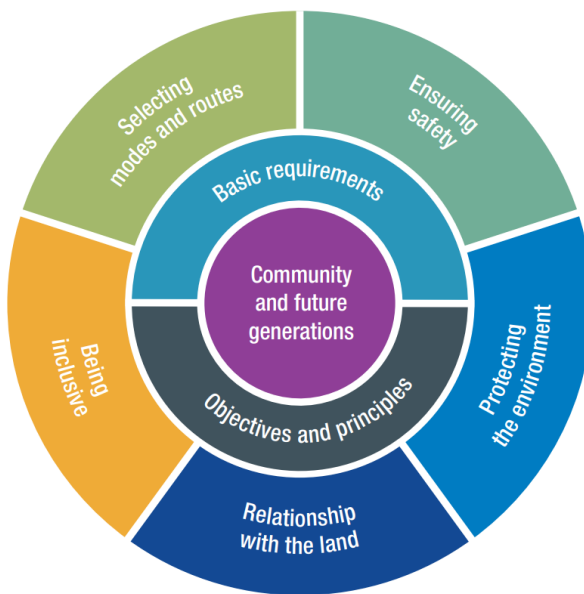 Selecting
modes and routes
Ensuring
safety
Basic requirements
Community
and future
generations
Being
inclusive
Protecting
the environment
Objectives and principles
Relationship
with the land